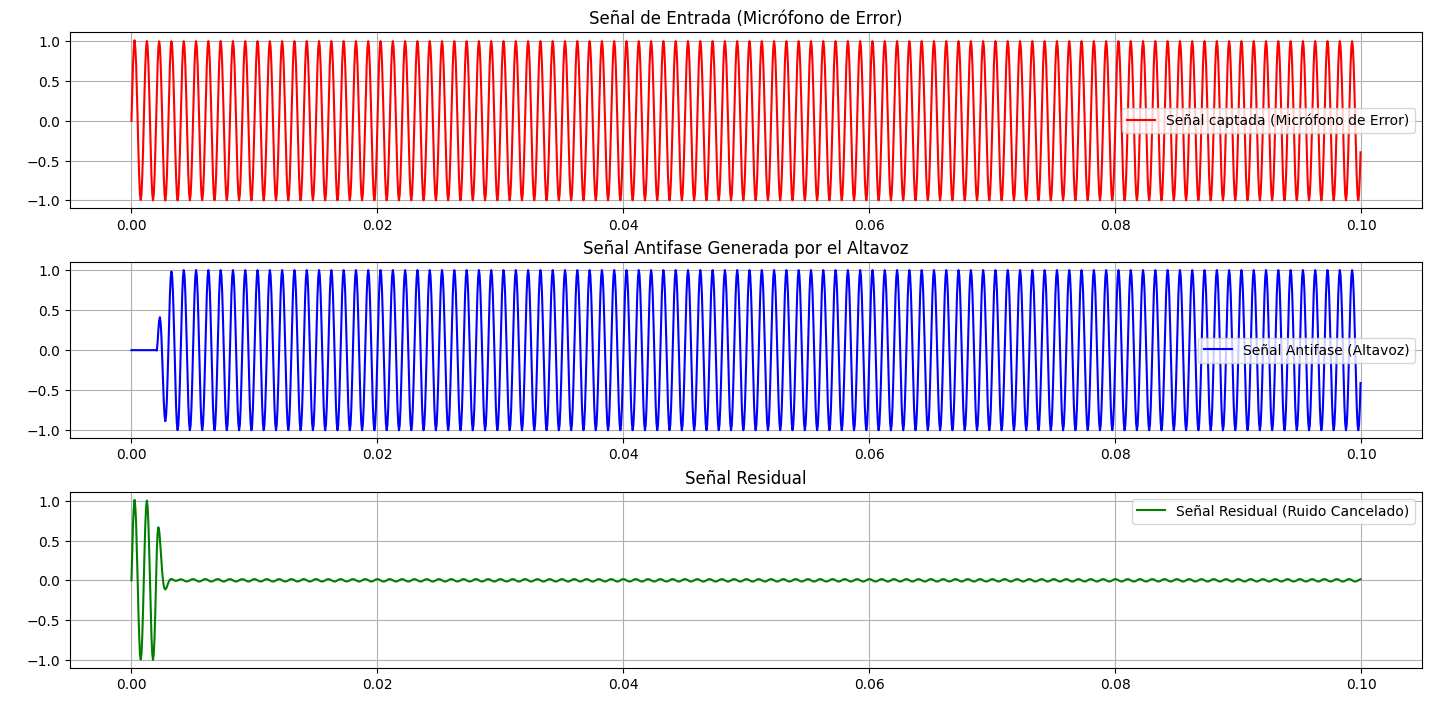 Señal de Entrada (Micrófono de Error)
1.0
0.5
0.0
−0.5
−1.0
Señal captada (Micrófono de Error)
0.00 0.02 0.04 0.06 0.08 0.10
Señal Antifase Generada por el Altavoz
1.0
0.5
0.0
−0.5
−1.0
Señal Antifase (Altavoz)
0.00 0.02 0.04 0.06 0.08 0.10
Señal Residual
1.0
0.5
0.0
−0.5
−1.0
Señal Residual (Ruido Cancelado)
0.00 0.02 0.04 0.06 0.08 0.10